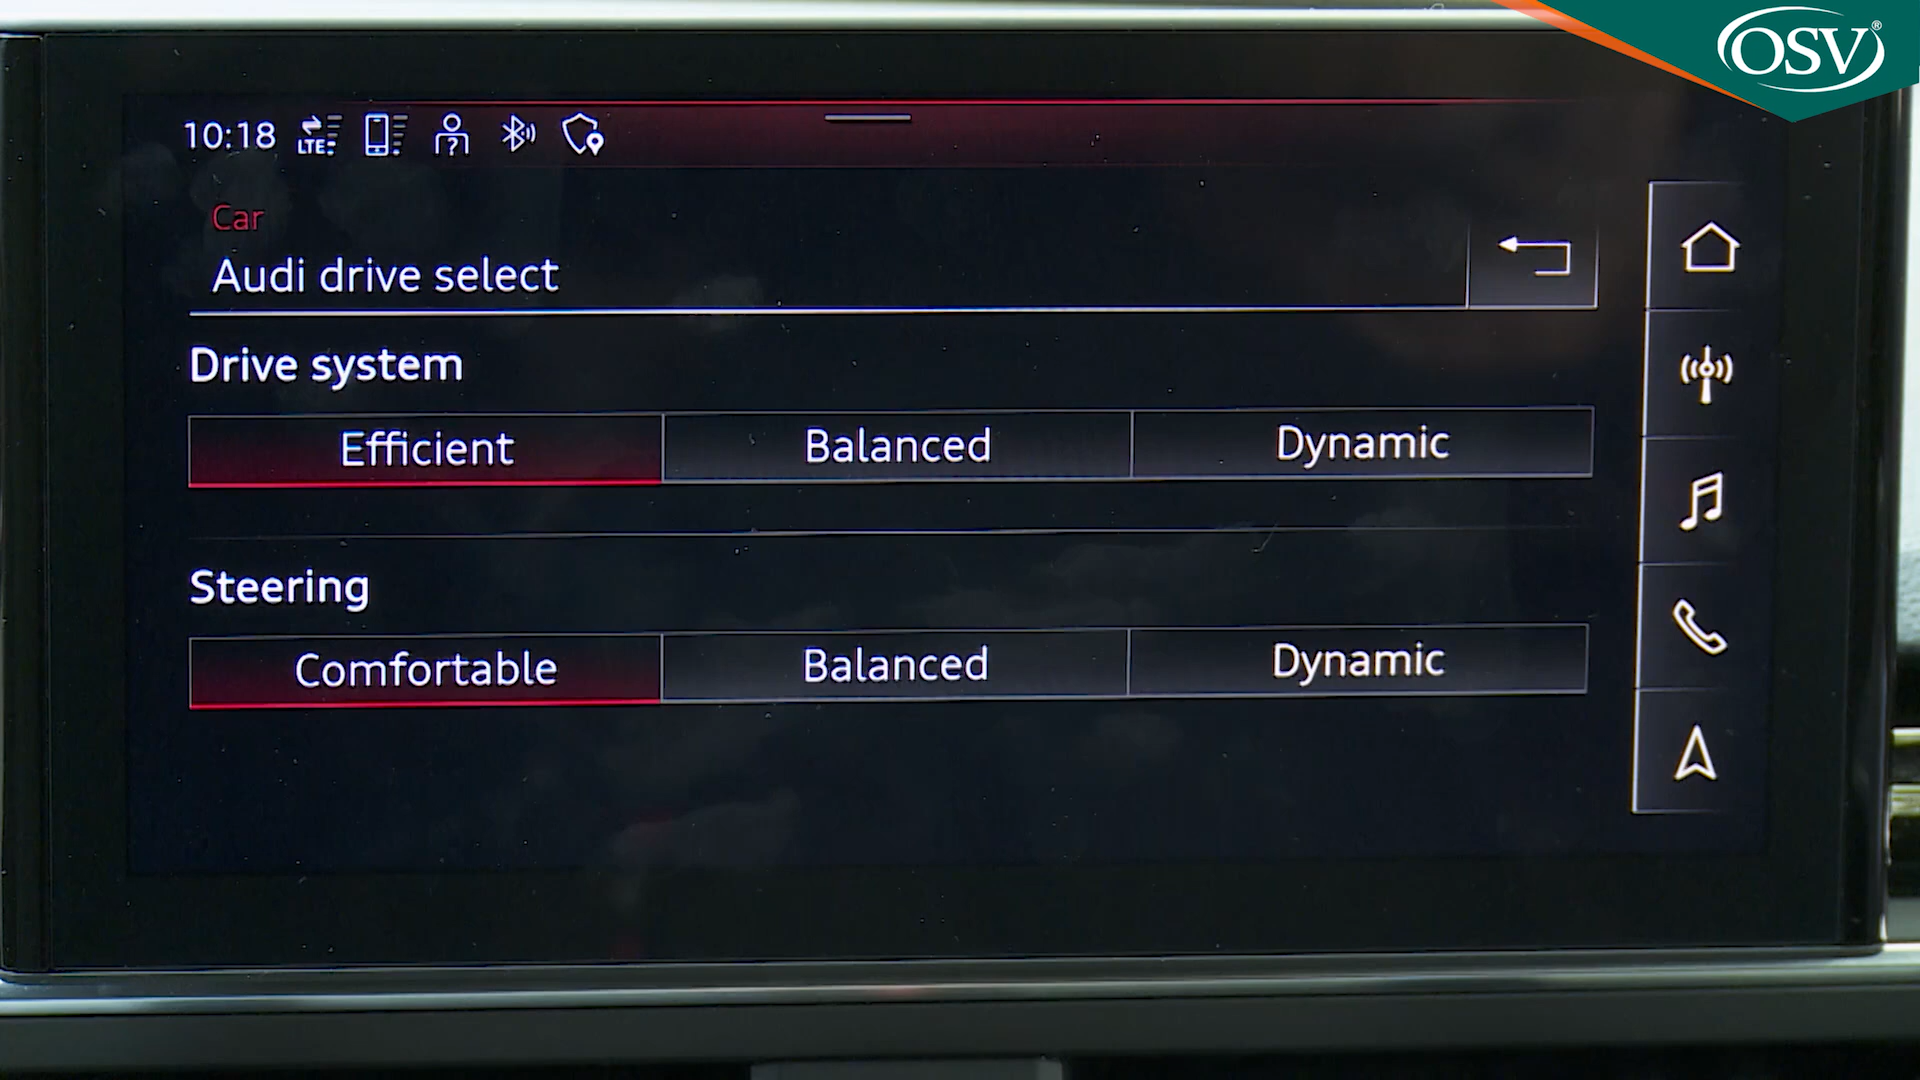 OSV®
10:18 LTE ?
Car
Audi drive select
Drive system
Efficient Balanced Dynamic
Steering
Comfortable Balanced Dynamic